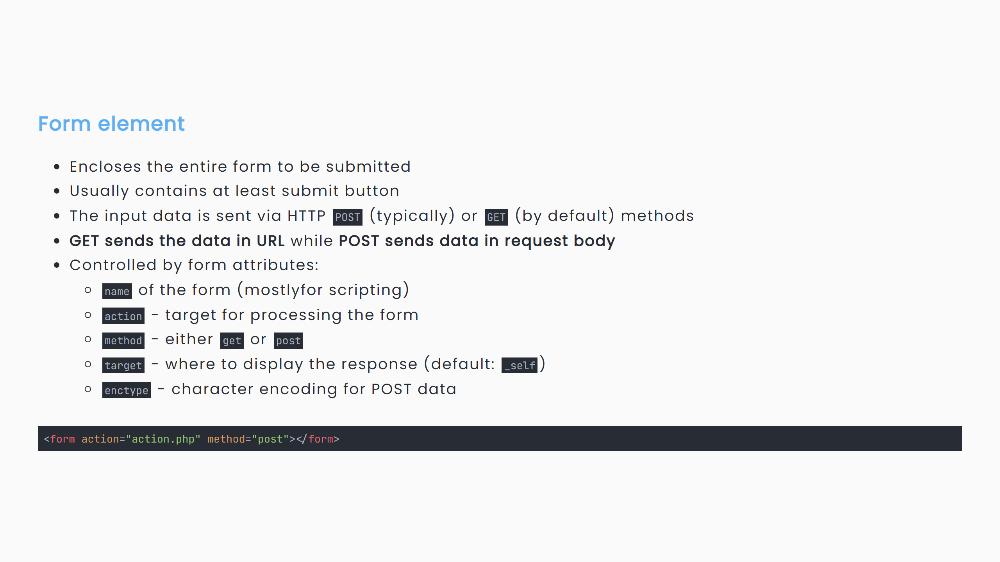 Form element
Encloses the entire form to be submitted
Usually contains at least submit button
The input data is sent via HTTP POST (typically) or GET (by default) methods
GET sends the data in URL while POST sends data in request body
Controlled by form attributes:
name of the form (mostlyfor scripting)
action - target for processing the form
method - either get or post
target - where to display the response (default: _self)
enctype - character encoding for POST data
<form action="action.php" method="post"></form>